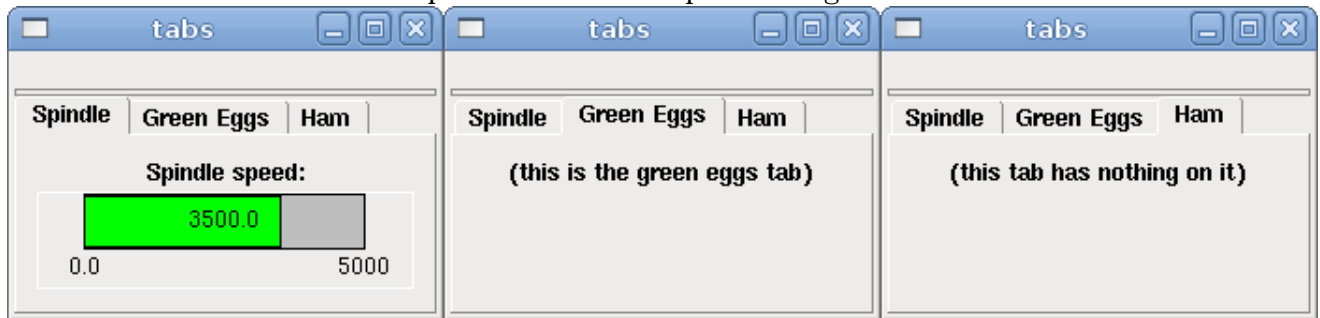 tabs
Spindle Green Eggs Ham
Spindle speed:
3500.0
0.0 5000
tabs
Spindle Green Eggs Ham
(this is the green eggs tab)
tabs
Spindle Green Eggs Ham
(this tab has nothing on it)